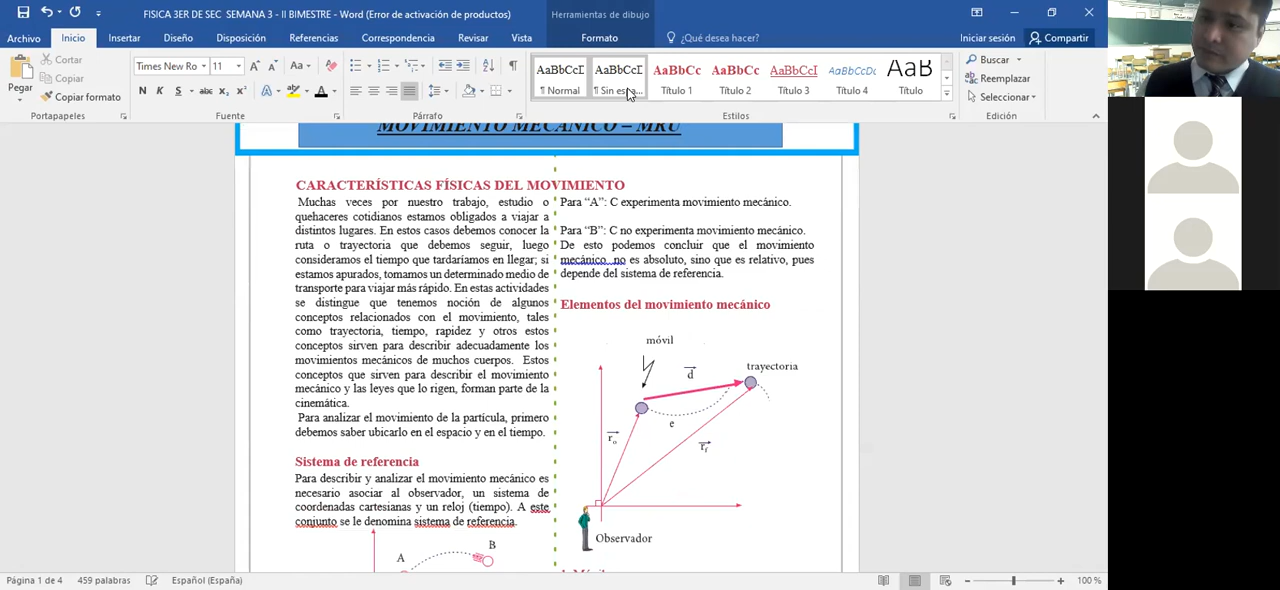 FISICA 3ER DE SEC SEMANA 3 - II BIMESTRE - Word (Error de activación de productos)
Herramientas de dibujo
Archivo
Inicio
Insertar
Diseño
Disposición
Referencias
Correspondencia
Revisar
Vista
Formato
¿Qué desea hacer?
Iniciar sesión
Compartir
Pegar
Cortar
Copiar
Copiar formato
Portapapeles
Times New Ro
11
Fuente
Párrafo
AaBbCcI
¶ Normal
AaBbCcI
¶ Sin espa...
AaBbCc
Título 1
AaBbCc
Título 2
AaBbCcI
Título 3
AaBbCcDc
Título 4
AaB
Título
Estilos
Buscar
Reemplazar
Seleccionar
Edición
MOVIMIENTO MECÁNICO – MRU
CARACTERÍSTICAS FÍSICAS DEL MOVIMIENTO
Muchas veces por nuestro trabajo, estudio o
quehaceres cotidianos estamos obligados a viajar a
distintos lugares. En estos casos debemos conocer la
ruta o trayectoria que debemos seguir, luego
consideramos el tiempo que tardaríamos en llegar; si
estamos apurados, tomamos un determinado medio de
transporte para viajar más rápido. En estas actividades
se distingue que tenemos noción de algunos
conceptos relacionados con el movimiento, tales
como trayectoria, tiempo, rapidez y otros estos
conceptos sirven para describir adecuadamente los
movimientos mecánicos de muchos cuerpos. Estos
conceptos que sirven para describir el movimiento
mecánico y las leyes que lo rigen, forman parte de la
cinemática.
Para analizar el movimiento de la partícula, primero
debemos saber ubicarlo en el espacio y en el tiempo.
Sistema de referencia
Para describir y analizar el movimiento mecánico es
necesario asociar al observador, un sistema de
coordenadas cartesianas y un reloj (tiempo). A este
conjunto se le denomina sistema de referencia.
A
B
Para “A”: C experimenta movimiento mecánico.
Para “B”: C no experimenta movimiento mecánico.
De esto podemos concluir que el movimiento
mecánico no es absoluto, sino que es relativo, pues
depende del sistema de referencia.
Elementos del movimiento mecánico
móvil
trayectoria
d
e
r₀
r_f
Observador
Página 1 de 4
459 palabras
Español (España)
100 %